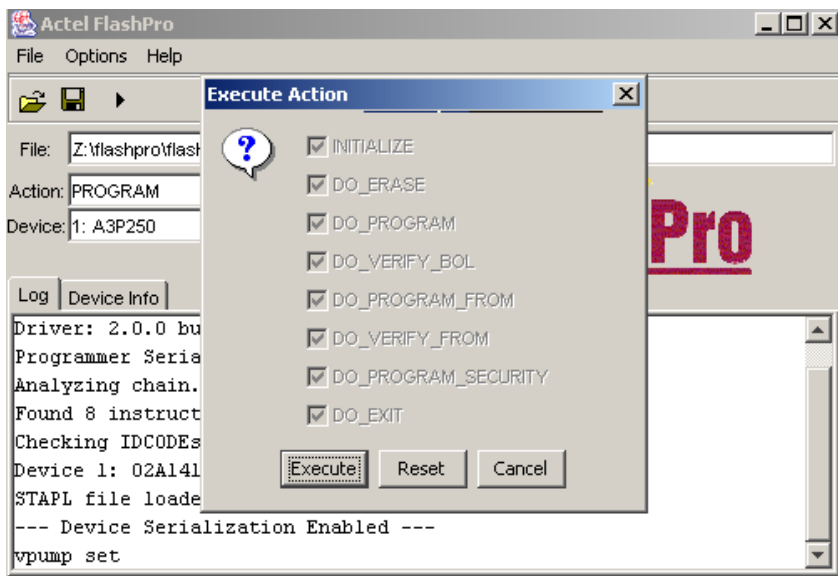 Actel FlashPro
File Options Help
Execute Action
File: Z:\flashpro\flash
Action: PROGRAM
Device: 1: A3P250
INITIALIZE
DO_ERASE
DO_PROGRAM
DO_VERIFY_BOL
DO_PROGRAM_FROM
DO_VERIFY_FROM
DO_PROGRAM_SECURITY
DO_EXIT
Execute Reset Cancel
Pro
Log Device Info
Driver: 2.0.0 bu
Programmer Seria
Analyzing chain.
Found 8 instruct
Checking IDCODEs
Device 1: 02A141
STAPL file loade
--- Device Serialization Enabled ---
vpump set